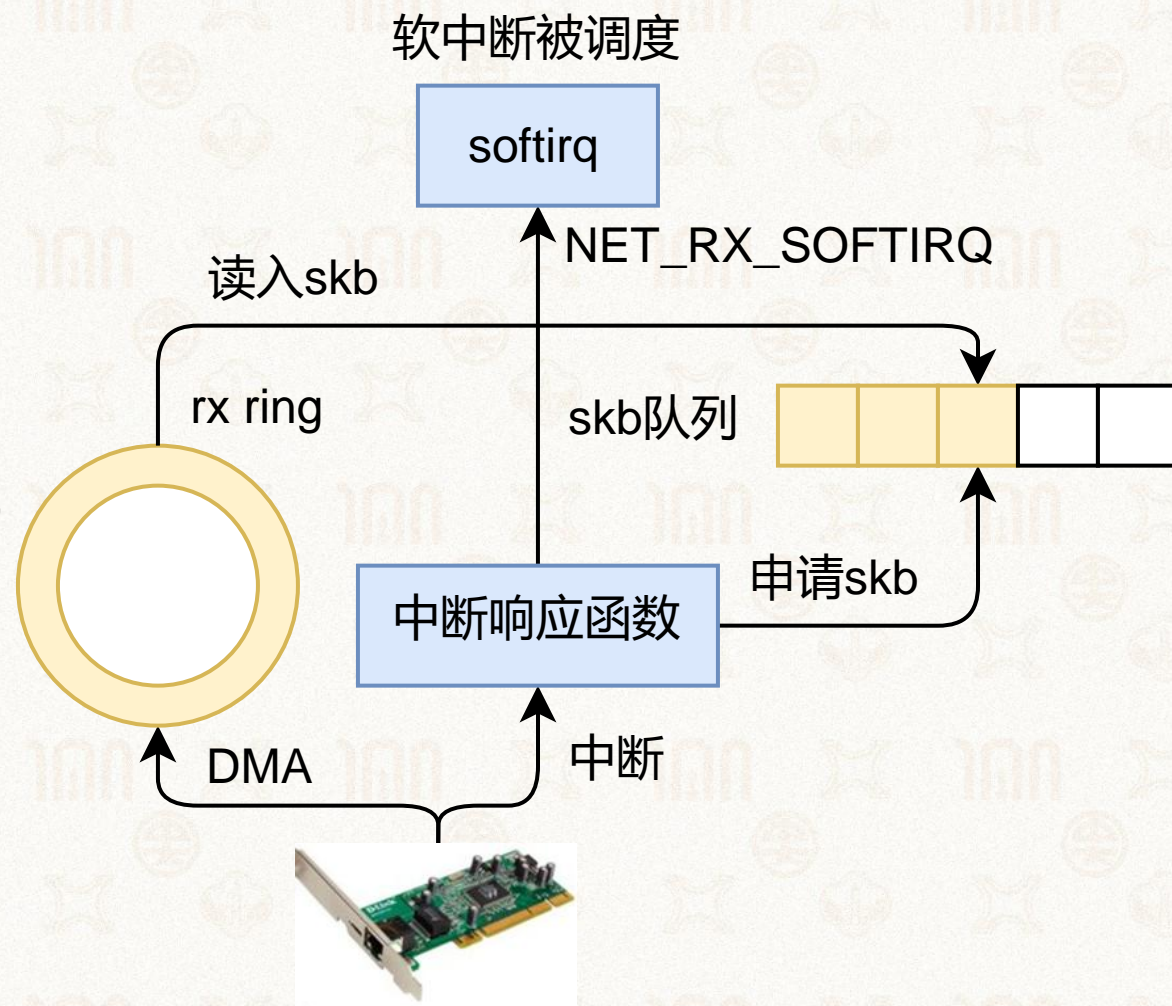 软中断被调度
softirq
NET_RX_SOFTIRQ
读入skb
rx ring
skb队列
中断响应函数
申请skb
DMA
中断
D-Link